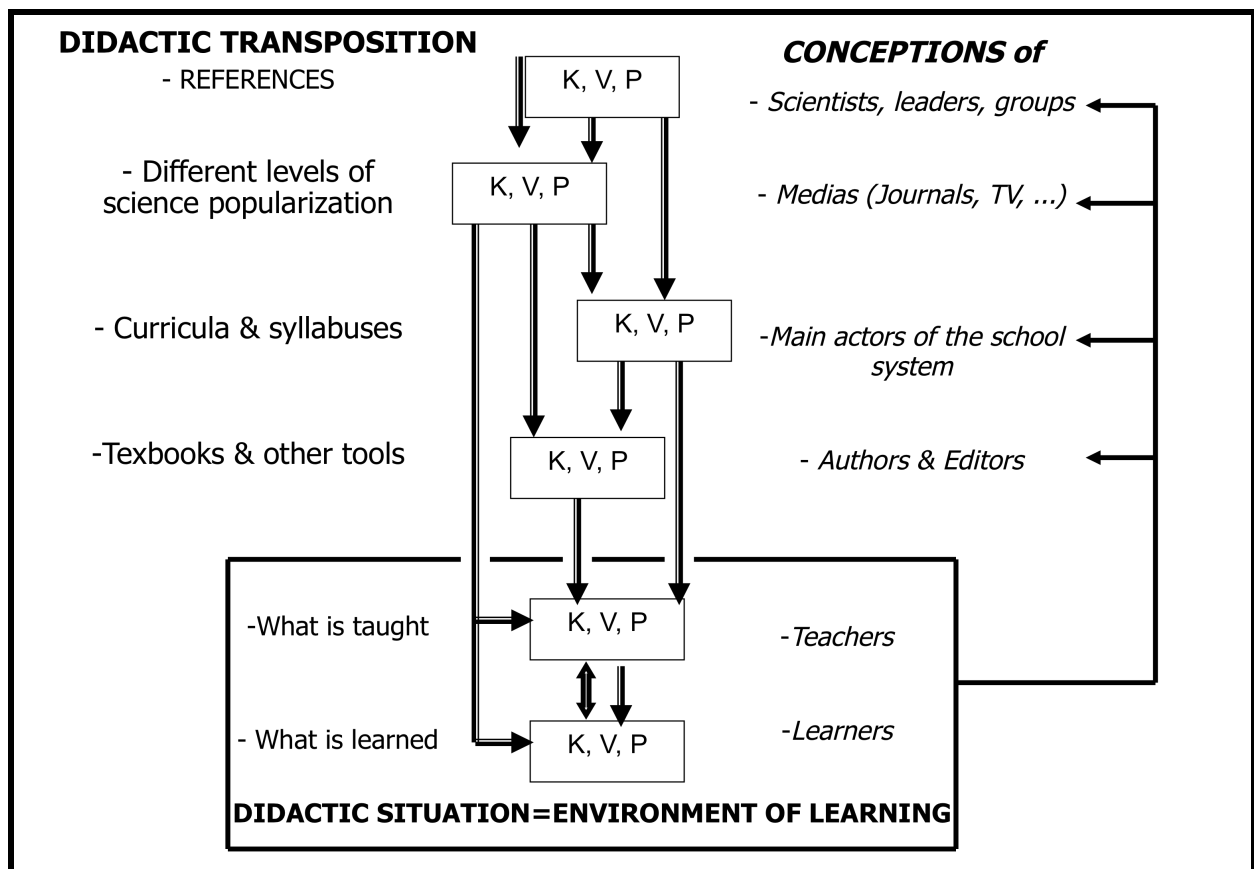 DIDACTIC TRANSPOSITION
- REFERENCES
K, V, P
CONCEPTIONS of
- Scientists, leaders, groups
- Different levels of
science popularization
K, V, P
- Medias (Journals, TV, ...)
- Curricula & syllabuses
K, V, P
-Main actors of the school
system
-Texbooks & other tools
K, V, P
- Authors & Editors
-What is taught
K, V, P
-Teachers
- What is learned
K, V, P
-Learners
DIDACTIC SITUATION=ENVIRONMENT OF LEARNING